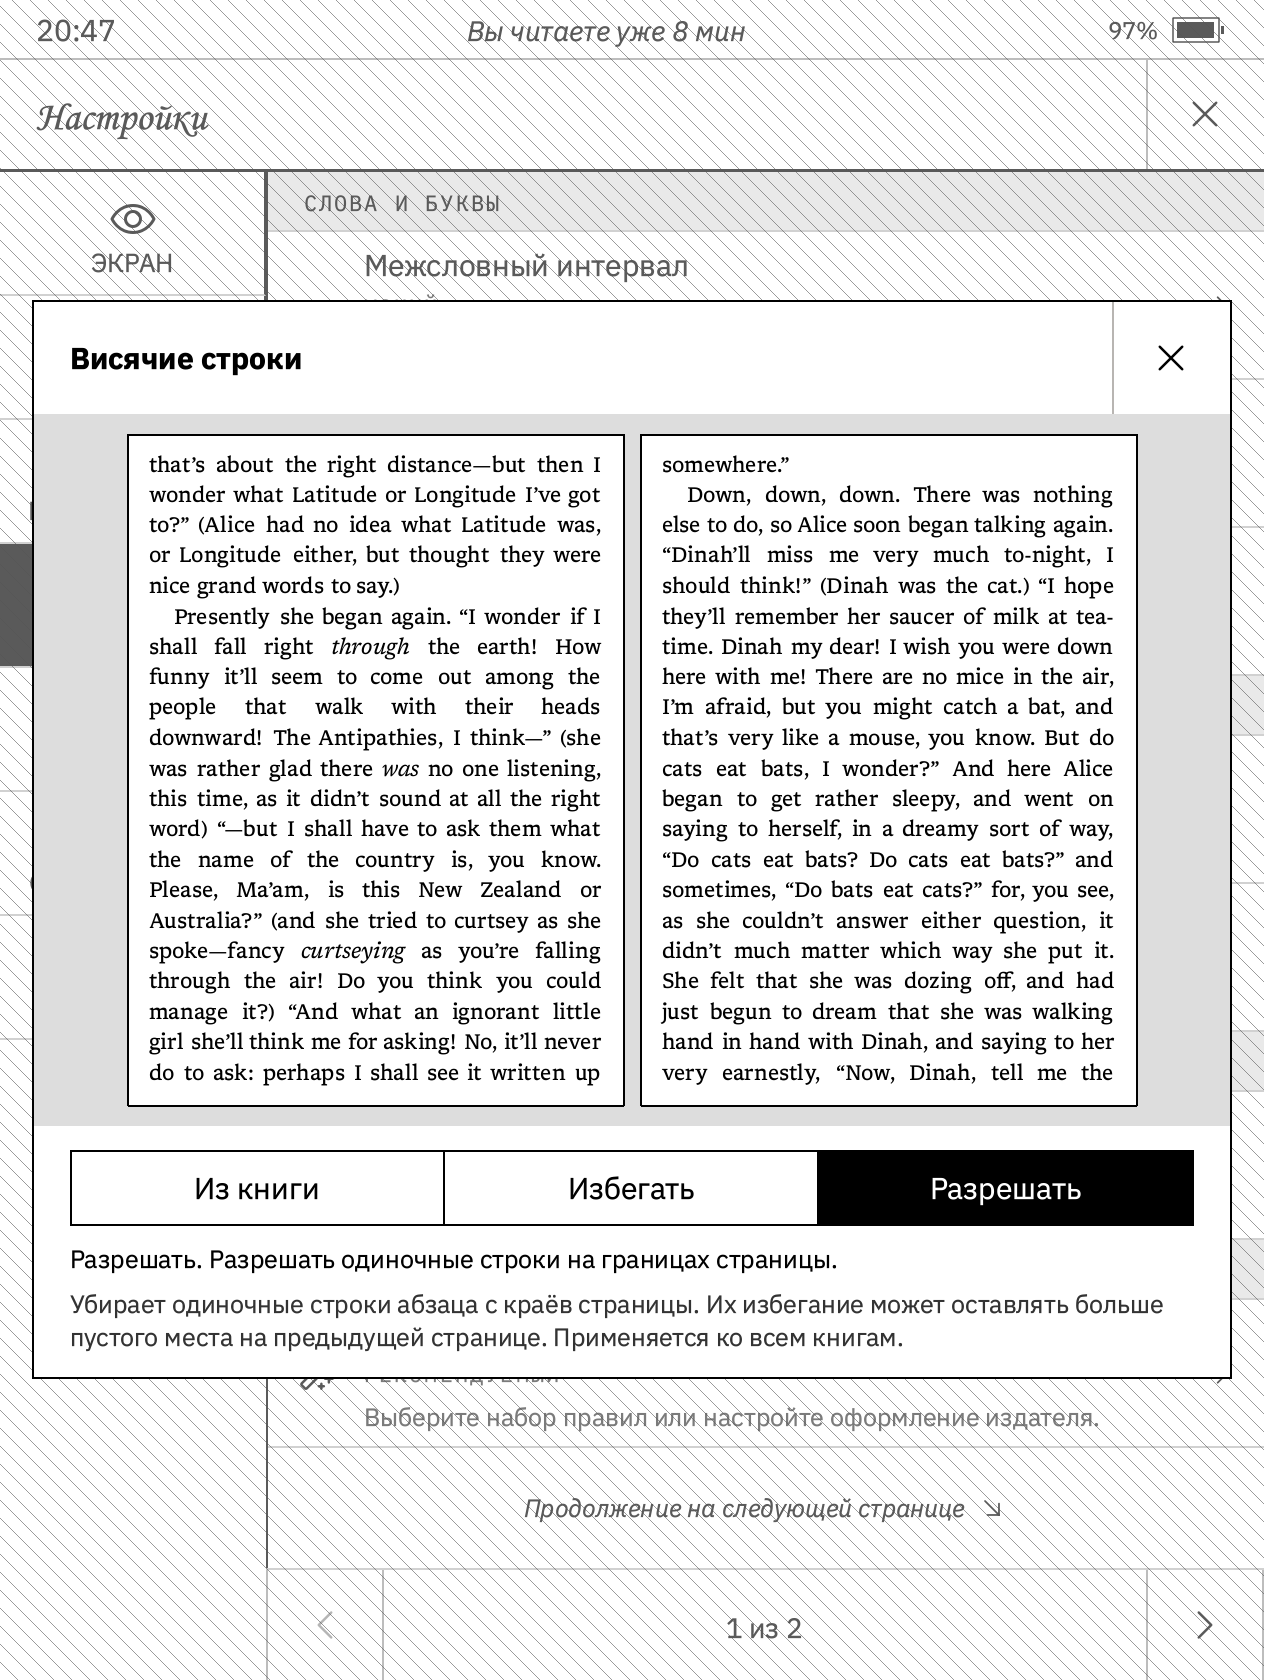 20:47
Вы читаете уже 8 мин
97%
Настройки
СЛОВА И БУКВЫ
ЭКРАН
Межсловный интервал
Висячие строки
that’s about the right distance—but then I
wonder what Latitude or Longitude I’ve got
to?” (Alice had no idea what Latitude was,
or Longitude either, but thought they were
nice grand words to say.)
Presently she began again. “I wonder if I
shall fall right through the earth! How
funny it’ll seem to come out among the
people that walk with their heads
downward! The Antipathies, I think—” (she
was rather glad there was no one listening,
this time, as it didn’t sound at all the right
word) “—but I shall have to ask them what
the name of the country is, you know.
Please, Ma’am, is this New Zealand or
Australia?” (and she tried to curtsey as she
spoke—fancy curtseying as you’re falling
through the air! Do you think you could
manage it?) “And what an ignorant little
girl she’ll think me for asking! No, it’ll never
do to ask: perhaps I shall see it written up
somewhere.”
Down, down, down. There was nothing
else to do, so Alice soon began talking again.
“Dinah’ll miss me very much to-night, I
should think!” (Dinah was the cat.) “I hope
they’ll remember her saucer of milk at tea-
time. Dinah my dear! I wish you were down
here with me! There are no mice in the air,
I’m afraid, but you might catch a bat, and
that’s very like a mouse, you know. But do
cats eat bats, I wonder?” And here Alice
began to get rather sleepy, and went on
saying to herself, in a dreamy sort of way,
“Do cats eat bats? Do cats eat bats?” and
sometimes, “Do bats eat cats?” for, you see,
as she couldn’t answer either question, it
didn’t much matter which way she put it.
She felt that she was dozing off, and had
just begun to dream that she was walking
hand in hand with Dinah, and saying to her
very earnestly, “Now, Dinah, tell me the
Из книги
Избегать
Разрешать
Разрешать. Разрешать одиночные строки на границах страницы.
Убирает одиночные строки абзаца с краёв страницы. Их избегание может оставлять больше
пустого места на предыдущей странице. Применяется ко всем книгам.
Выберите набор правил или настройте оформление издателя.
Продолжение на следующей странице
1 из 2